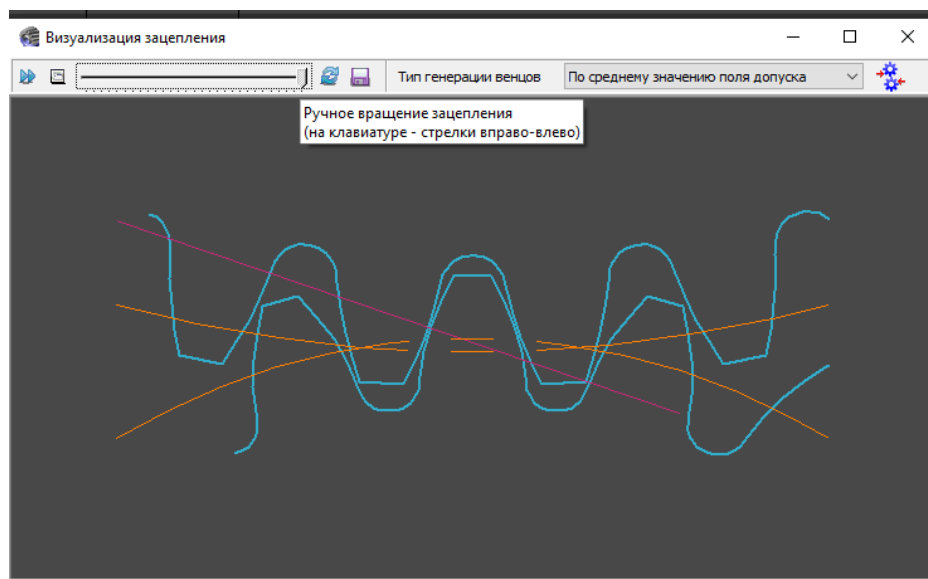 Визуализация зацепления
Тип генерации венцов
По среднему значению поля допуска
Ручное вращение зацепления
(на клавиатуре - стрелки вправо-влево)